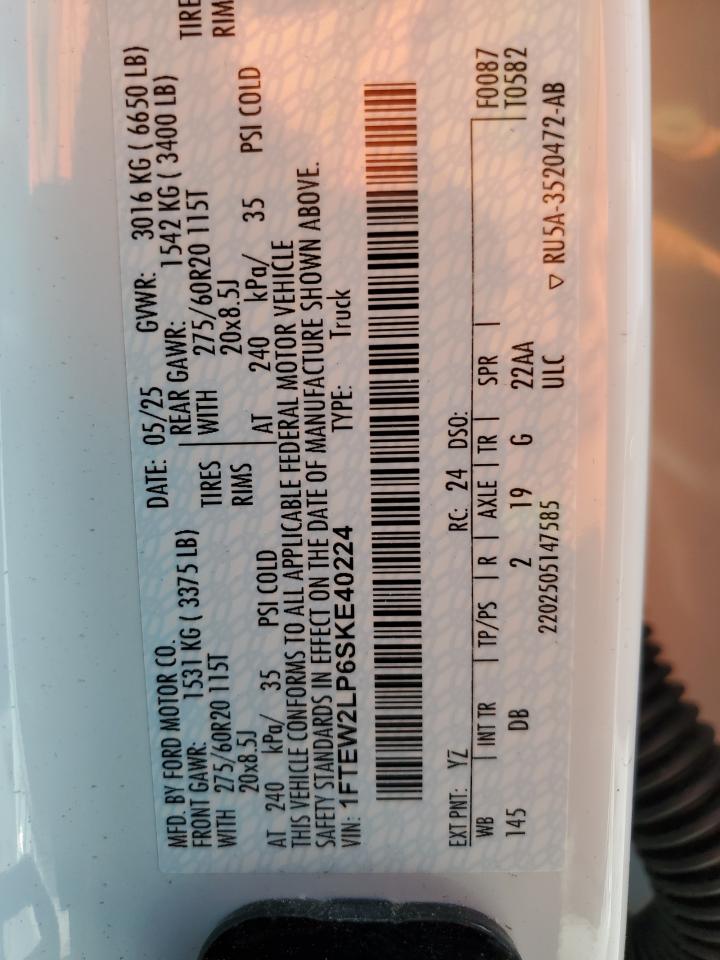 MFD. BY FORD MOTOR CO. DATE: 05/25 GVWR: 3016 KG ( 6650 LB)
FRONT GAWR: 1531 KG ( 3375 LB) REAR GAWR: 1542 KG ( 3400 LB)
WITH 275/60R20 115T TIRES WITH 275/60R20 115T TIRE
20x8.5J RIMS 20x8.5J RIM
AT 240 kPa/ 35 PSI COLD AT 240 kPa/ 35 PSI COLD
THIS VEHICLE CONFORMS TO ALL APPLICABLE FEDERAL MOTOR VEHICLE
SAFETY STANDARDS IN EFFECT ON THE DATE OF MANUFACTURE SHOWN ABOVE.
VIN: 1FTEW2LP6SKE40224 TYPE: Truck
EXT PNT: YZ RC: 24 DSO:
WB | INT TR | TP/PS | R | AXLE | TR | SPR | F0087
145 DB 2 19 G 22AA T0582
2202505147585 ULC ▽ RU5A-3520472-AB